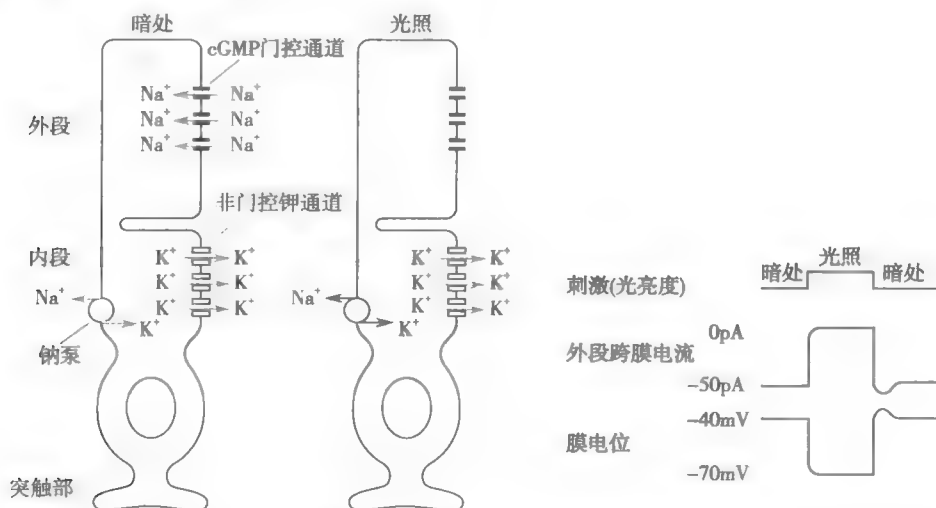 暗处
光照
cGMP门控通道
Na⁺ Na⁺
Na⁺ Na⁺
Na⁺ Na⁺
外段
非门控钾通道
K⁺ K⁺
K⁺ K⁺
K⁺ K⁺
内段
Na⁺
K⁺
钠泵
突触部
K⁺ K⁺
K⁺ K⁺
K⁺ K⁺
Na⁺
K⁺
光照
暗处 暗处
刺激(光亮度)
0pA
外段跨膜电流
-50pA
-40mV
膜电位
-70mV